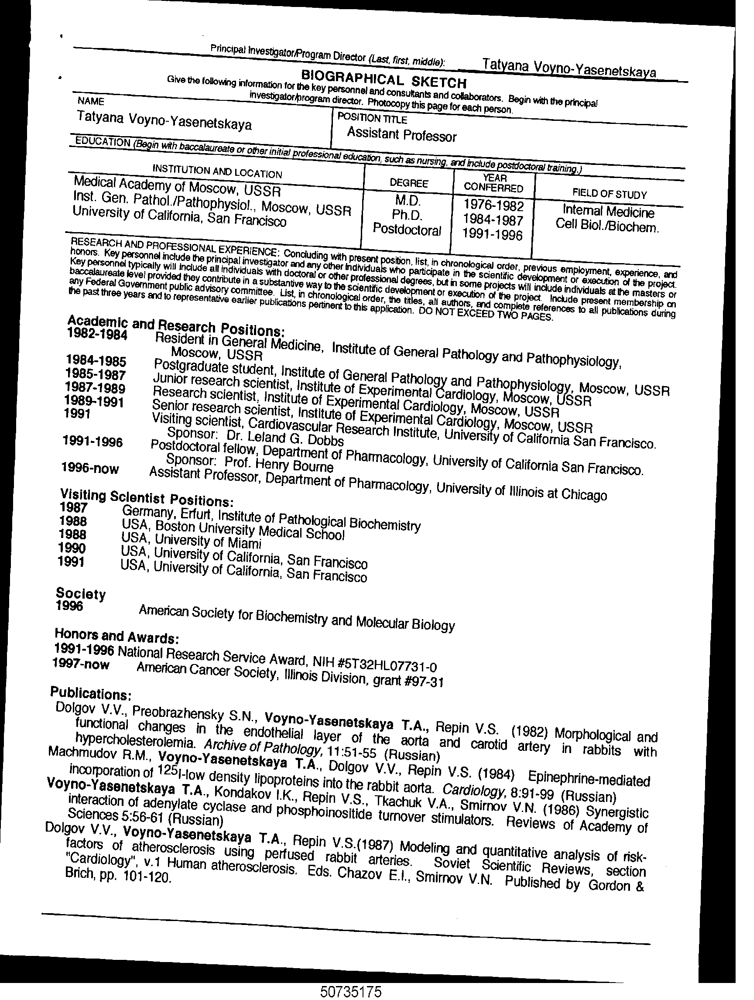 Principal Investigator/Program Director (Last, first, middle): Tatyana Voyno-Yasenetskaya
BIOGRAPHICAL SKETCH
Give the following information for the key personnel and consultants and collaborators. Begin with the principal
investigator/program director. Photocopy this page for each person.
NAME
Tatyana Voyno-Yasenetskaya
POSITION TITLE
Assistant Professor
EDUCATION (Begin with baccalaureate or other initial professional education, such as nursing, and include postdoctoral training.)
INSTITUTION AND LOCATION DEGREE YEAR CONFERRED FIELD OF STUDY
Medical Academy of Moscow, USSR M.D. 1976-1982 Internal Medicine
Inst. Gen. Pathol./Pathophysiol., Moscow, USSR Ph.D. 1984-1987 Cell Biol./Biochem.
University of California, San Francisco Postdoctoral 1991-1996
RESEARCH AND PROFESSIONAL EXPERIENCE: Concluding with present position, list, in chronological order, previous employment, experience, and
honors. Key personnel include the principal investigator and any other individuals who participate in the scientific development or execution of the project.
Key personnel typically will include all individuals with doctoral or other professional degrees, but in some projects will include individuals at the masters or
baccalaureate level provided they contribute in a substantive way to the scientific development or execution of the project. Include present membership on
any Federal Government public advisory committee. List, in chronological order, the titles, all authors, and complete references to all publications during
the past three years and to representative earlier publications pertinent to this application. DO NOT EXCEED TWO PAGES.
Academic and Research Positions:
1982-1984 Resident in General Medicine, Institute of General Pathology and Pathophysiology,
Moscow, USSR
1984-1985 Postgraduate student, Institute of General Pathology and Pathophysiology, Moscow, USSR
1985-1987 Junior research scientist, Institute of Experimental Cardiology, Moscow, USSR
1987-1989 Research scientist, Institute of Experimental Cardiology, Moscow, USSR
1989-1991 Senior research scientist, Institute of Experimental Cardiology, Moscow, USSR
1991 Visiting scientist, Cardiovascular Research Institute, University of California San Francisco.
Sponsor: Dr. Leland G. Dobbs
1991-1996 Postdoctoral fellow, Department of Pharmacology, University of California San Francisco.
Sponsor: Prof. Henry Bourne
1996-now Assistant Professor, Department of Pharmacology, University of Illinois at Chicago
Visiting Scientist Positions:
1987 Germany, Erfurt, Institute of Pathological Biochemistry
1988 USA, Boston University Medical School
1988 USA, University of Miami
1990 USA, University of California, San Francisco
1991 USA, University of California, San Francisco
Society
1996 American Society for Biochemistry and Molecular Biology
Honors and Awards:
1991-1996 National Research Service Award, NIH #5T32HL07731-0
1997-now American Cancer Society, Illinois Division, grant #97-31
Publications:
Dolgov V.V., Preobrazhensky S.N., Voyno-Yasenetskaya T.A., Repin V.S. (1982) Morphological and
functional changes in the endothelial layer of the aorta and carotid artery in rabbits with
hypercholesterolemia. Archive of Pathology, 11:51-55 (Russian)
Machmudov R.M., Voyno-Yasenetskaya T.A., Dolgov V.V., Repin V.S. (1984) Epinephrine-mediated
incorporation of 125I-low density lipoproteins into the rabbit aorta. Cardiology, 8:91-99 (Russian)
Voyno-Yasenetskaya T.A., Kondakov I.K., Repin V.S., Tkachuk V.A., Smirnov V.N. (1986) Synergistic
interaction of adenylate cyclase and phosphoinositide turnover stimulators. Reviews of Academy of
Sciences 5:56-61 (Russian)
Dolgov V.V., Voyno-Yasenetskaya T.A., Repin V.S.(1987) Modeling and quantitative analysis of risk-
factors of atherosclerosis using perfused rabbit arteries. Soviet Scientific Reviews, section
"Cardiology", v.1 Human atherosclerosis. Eds. Chazov E.I., Smirnov V.N. Published by Gordon &
Brich, pp. 101-120.
50735175